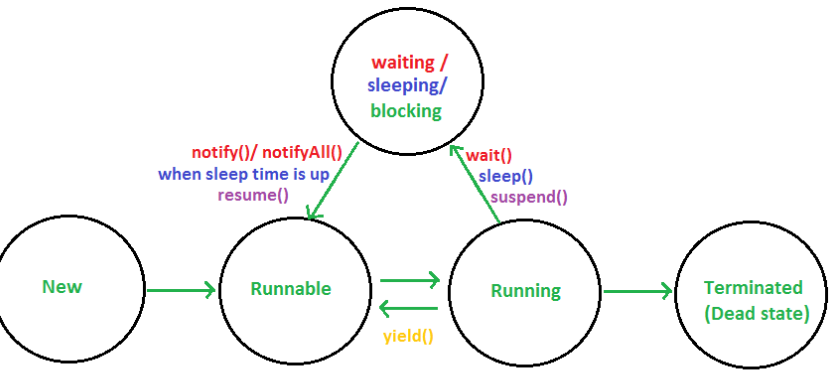 waiting /
sleeping/
blocking
notify()/ notifyAll()
when sleep time is up
resume()
wait()
sleep()
suspend()
New
Runnable
Running
Terminated
(Dead state)
yield()